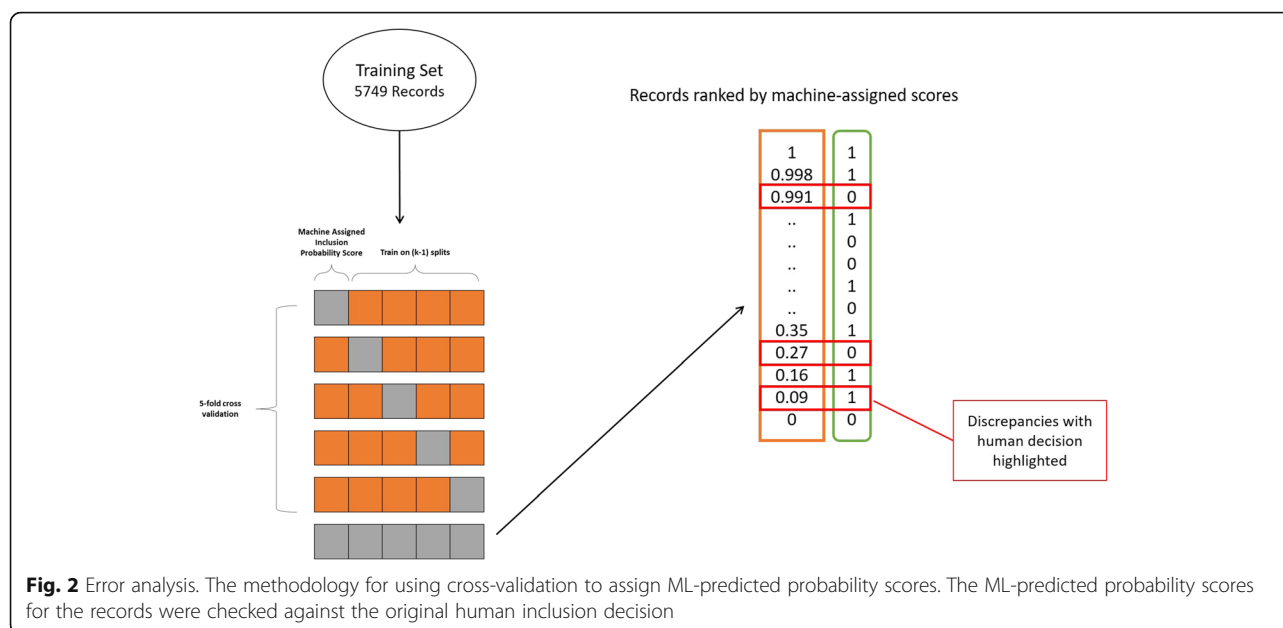 Training Set
5749 Records
Records ranked by machine-assigned scores
Machine Assigned
Inclusion
Probability Score
Train on (k-1) splits
5-fold cross
validation
1 1
0.998 1
0.991 0
.. 1
.. 0
.. 0
.. 1
.. 0
0.35 1
0.27 0
0.16 1
0.09 1
0 0
Discrepancies with
human decision
highlighted
Fig. 2 Error analysis. The methodology for using cross-validation to assign ML-predicted probability scores. The ML-predicted probability scores
for the records were checked against the original human inclusion decision